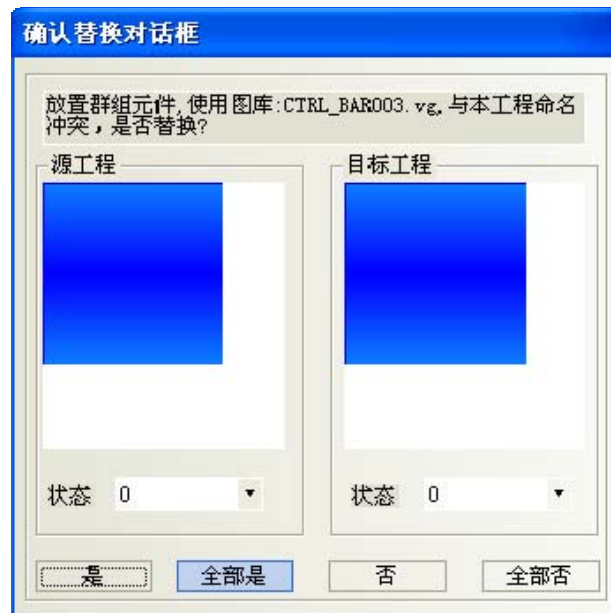 确认替换对话框
放置群组元件,使用图库:CTRL_BAR003.vg,与本工程命名
冲突，是否替换?
源工程
目标工程
状态 0
状态 0
是 全部是 否 全部否